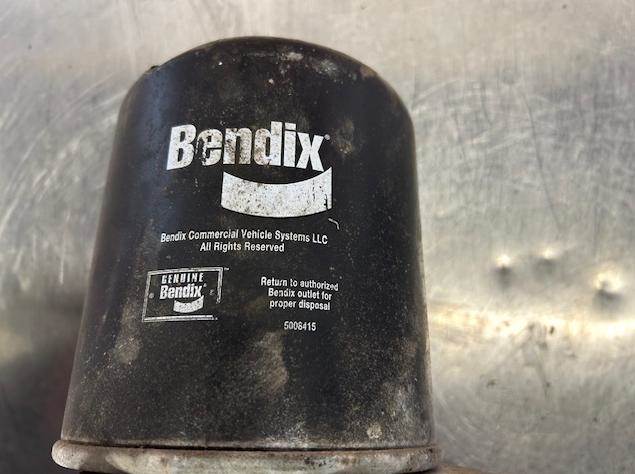 Bendix®
Bendix Commercial Vehicle Systems LLC
All Rights Reserved
GENUINE
Bendix
Return to authorized
Bendix outlet for
proper disposal
5008415